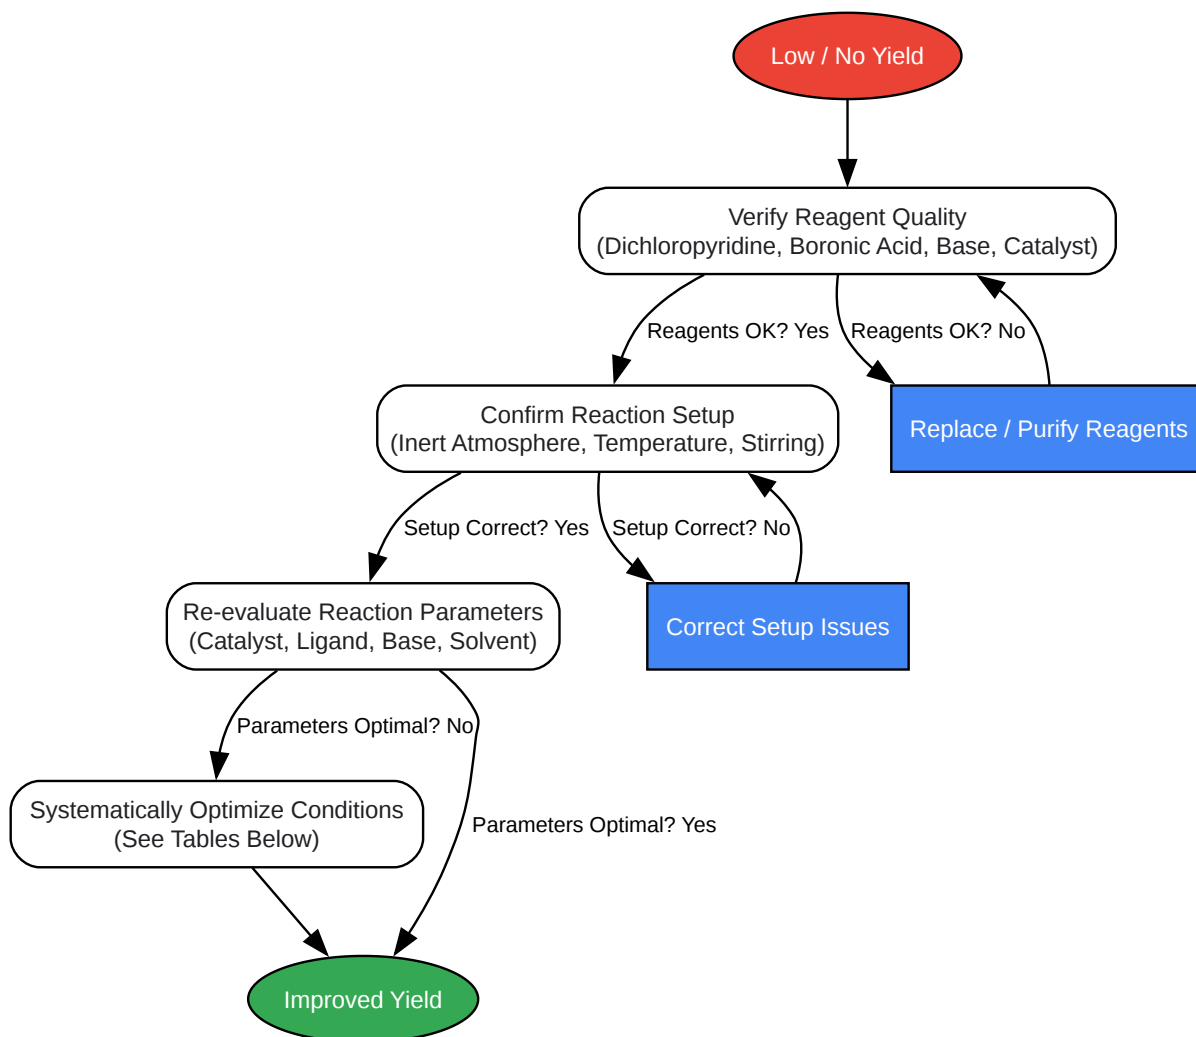 Low / No Yield
Verify Reagent Quality
(Dichloropyridine, Boronic Acid, Base, Catalyst)
Reagents OK? Yes
Reagents OK? No
Confirm Reaction Setup
(Inert Atmosphere, Temperature, Stirring)
Replace / Purify Reagents
Setup Correct? Yes
Setup Correct? No
Re-evaluate Reaction Parameters
(Catalyst, Ligand, Base, Solvent)
Correct Setup Issues
Parameters Optimal? No
Systematically Optimize Conditions
(See Tables Below)
Parameters Optimal? Yes
Improved Yield